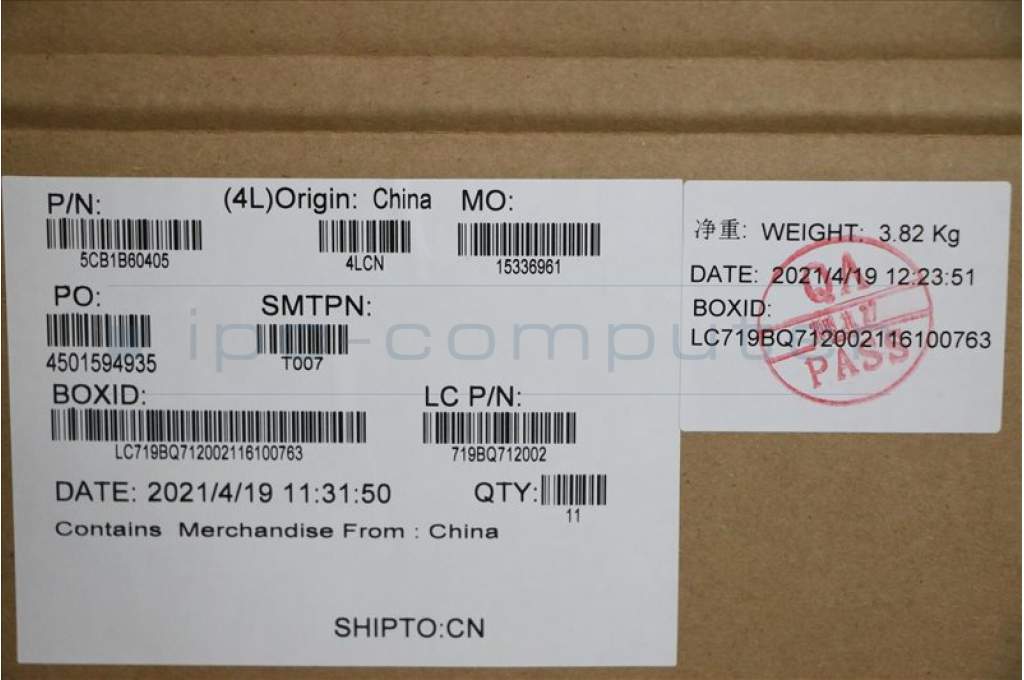 P/N: (4L)Origin: China MO:
5CB1B60405 4LCN 15336961
PO: SMTPN:
4501594935 T007
BOXID: LC P/N:
LC719BQ712002116100763 719BQ712002
DATE: 2021/4/19 11:31:50 QTY:
11
Contains Merchandise From : China
SHIPTO:CN
净重: WEIGHT: 3.82 Kg
DATE: 2021/4/19 12:23:51
BOXID:
LC719BQ712002116100763
QA
PASS